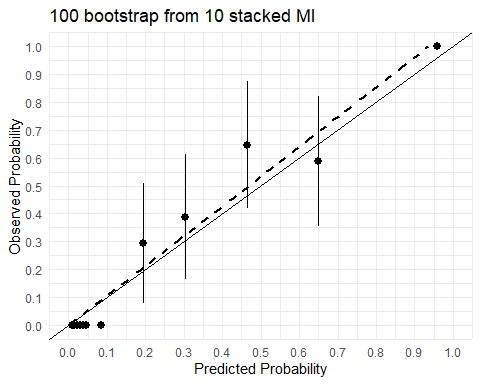 100 bootstrap from 10 stacked MI
1.0
0.9
0.8
0.7
0.6
0.5
0.4
0.3
0.2
0.1
0.0
Observed Probability
0.0 0.1 0.2 0.3 0.4 0.5 0.6 0.7 0.8 0.9 1.0
Predicted Probability